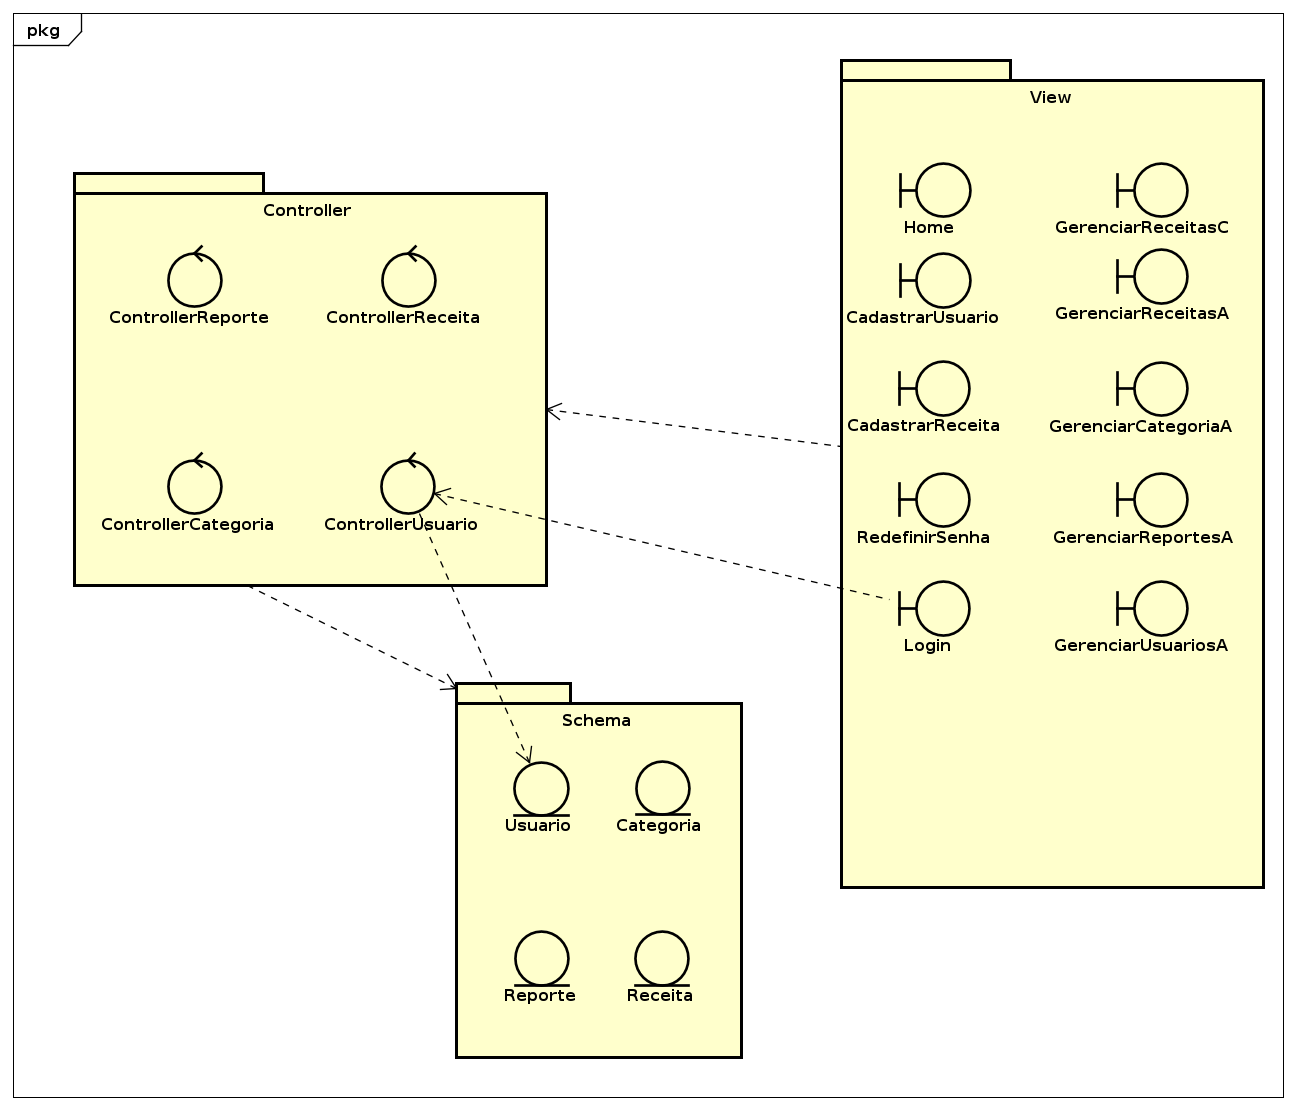 pkg
View
Home
GerenciarReceitasC
CadastrarUsuario
GerenciarReceitasA
CadastrarReceita
GerenciarCategoriaA
RedefinirSenha
GerenciarReportesA
Login
GerenciarUsuariosA
Controller
ControllerReporte
ControllerReceita
ControllerCategoria
ControllerUsuario
Schema
Usuario
Categoria
Reporte
Receita